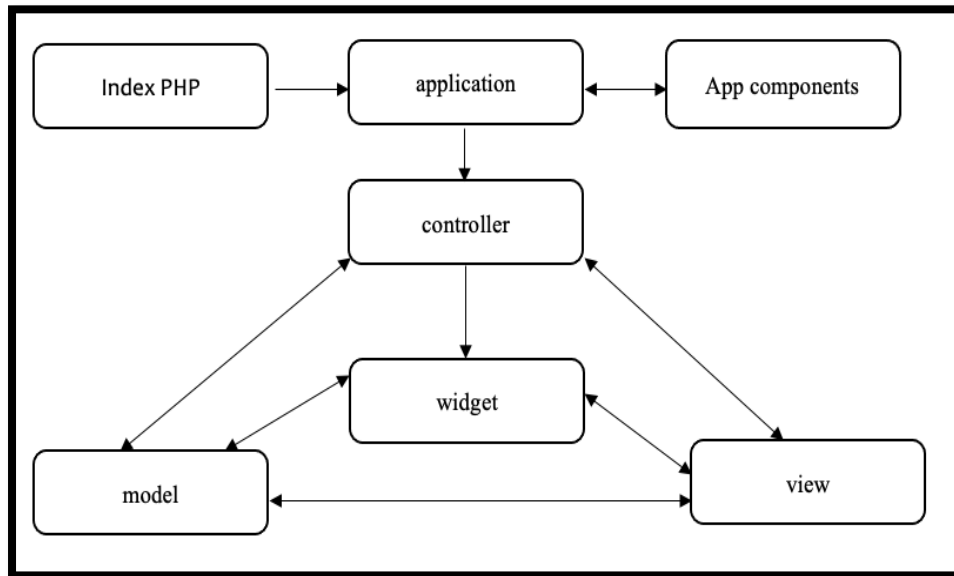 Index PHP
application
App components
controller
widget
model
view